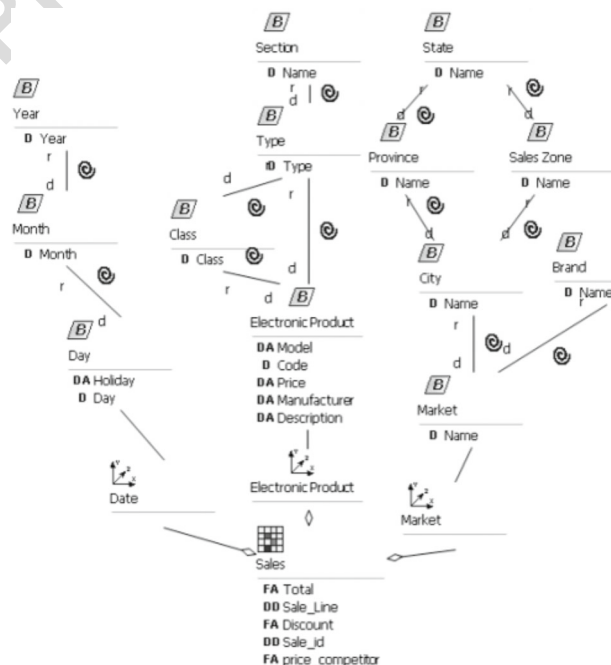 B
B
Section
State
D Name
D Name
B
r
d
r
r
Year
B
d
d
D Year
Type
B
B
r
Province
Sales Zone
d
D Type
D Name
D Name
B
d
r
B
r
r
Month
Class
d
d
B
D Month
D Class
B
City
Brand
r
r
d
d
B
D Name
D Name
r
B
d
Electronic Product
r
d
Day
DA Model
d
B
DA Holiday
D Code
Market
D Day
DA Price
DA Manufacturer
D Name
DA Description
Date
Electronic Product
Market
Sales
FA Total
DD Sale_Line
FA Discount
DD Sale_id
FA price_competitor